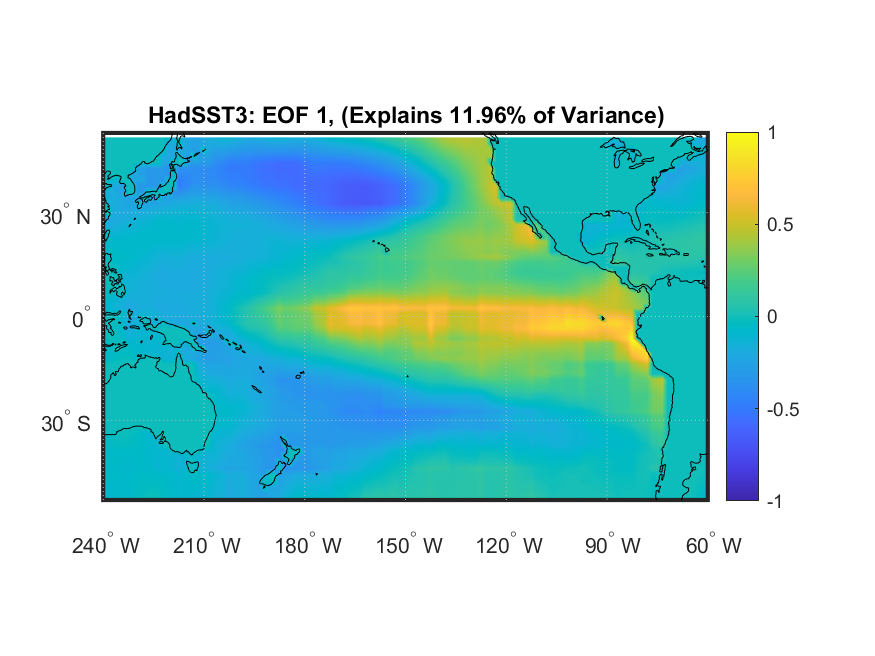 HadSST3: EOF 1, (Explains 11.96% of Variance)
30° N
0°
30° S
240° W 210° W 180° W 150° W 120° W 90° W 60° W
1
0.5
0
-0.5
-1